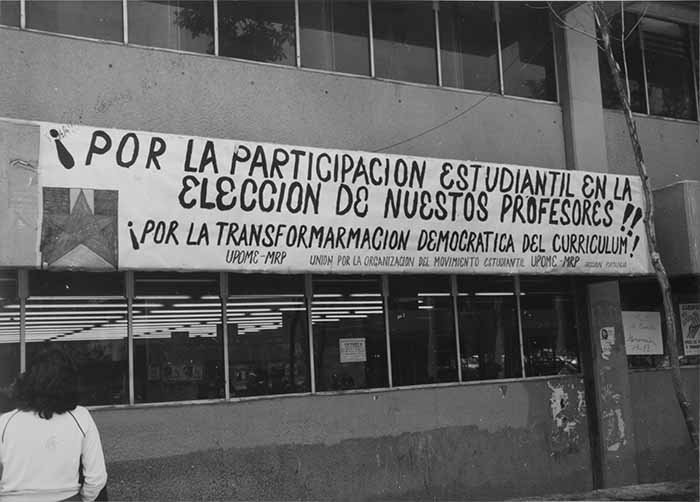 ¡POR LA PARTICIPACION ESTUDIANTIL EN LA
ELECCION DE NUESTOS PROFESORES!!
¡POR LA TRANSFORMARMACION DEMOCRATICA DEL CURRICULUM!
UPOME-MRP UNION POR LA ORGANIZACION DEL MOVIMIENTO ESTUDIANTIL UPOME-MRP